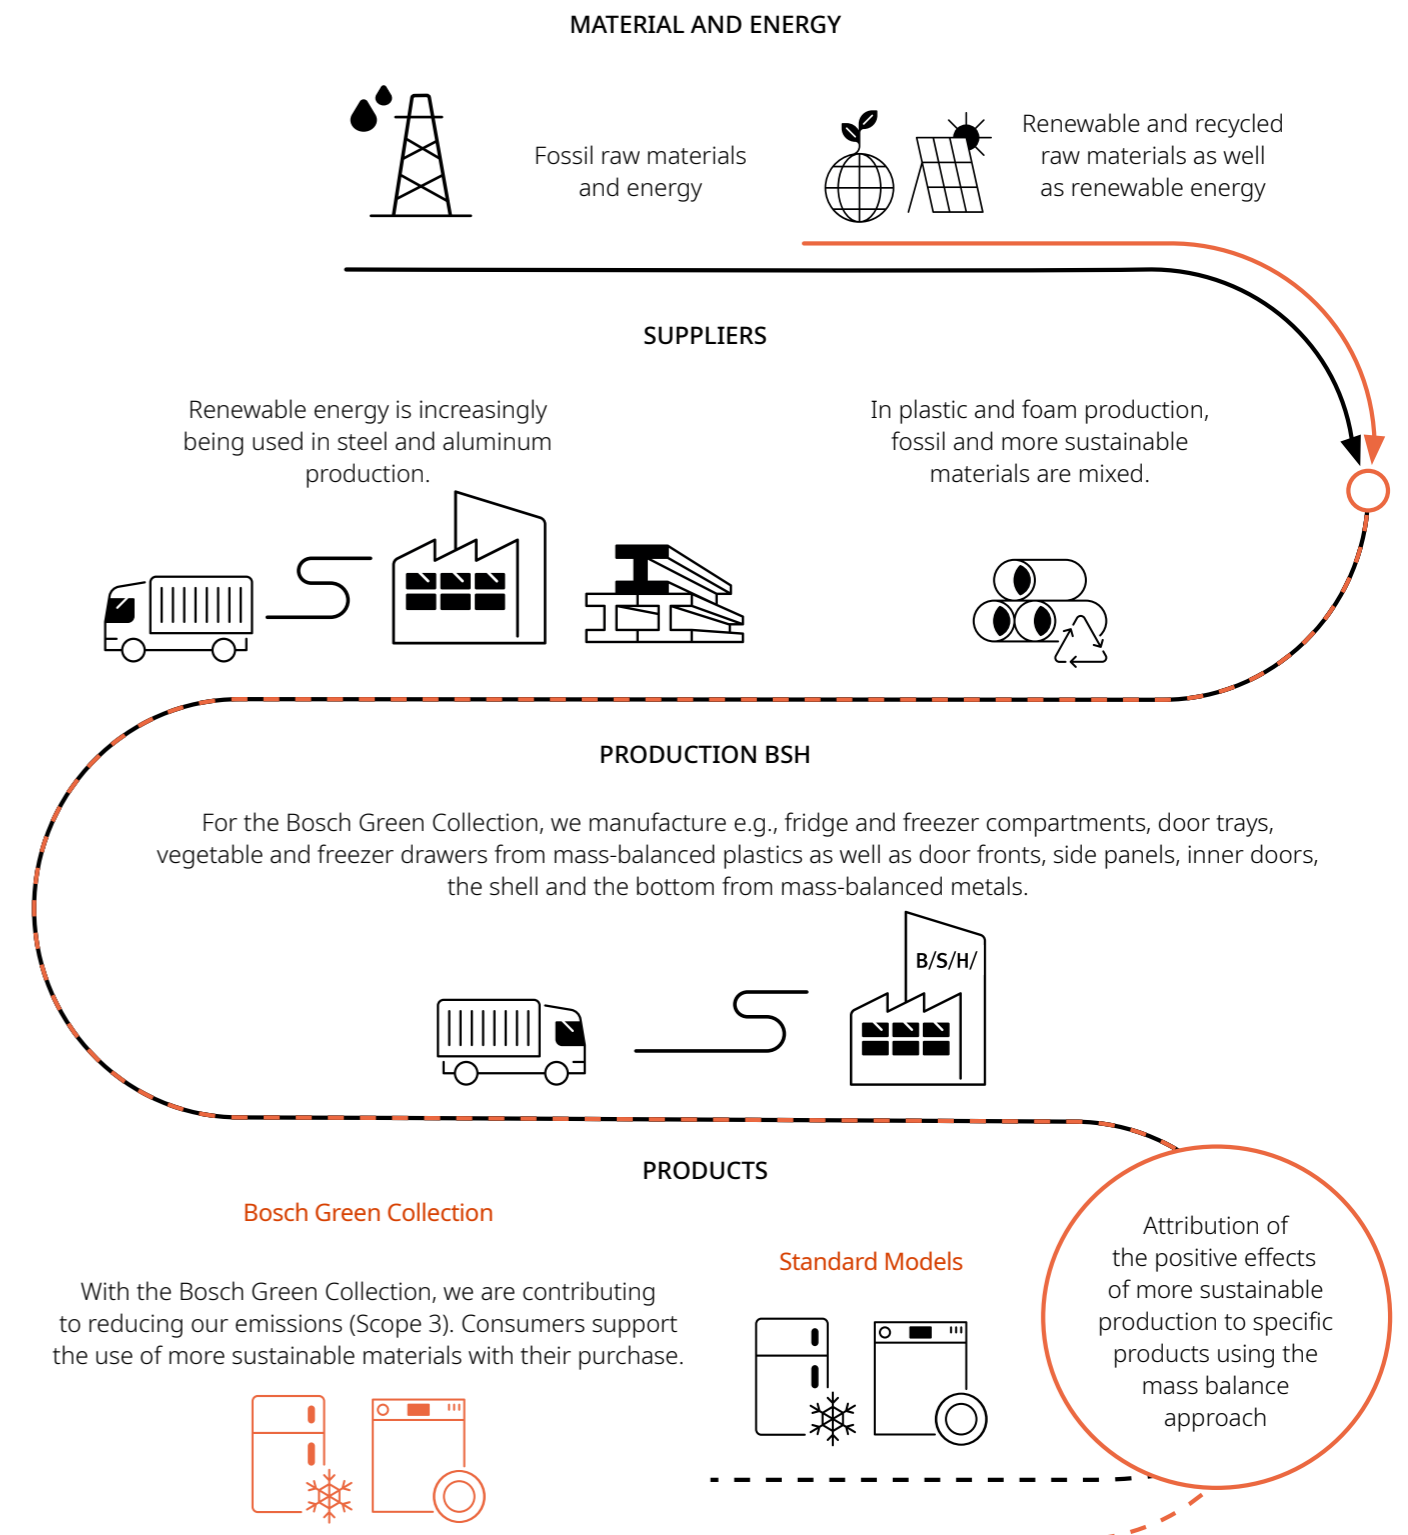 MATERIAL AND ENERGY
Fossil raw materials
and energy
Renewable and recycled
raw materials as well
as renewable energy
SUPPLIERS
Renewable energy is increasingly
being used in steel and aluminum
production.
In plastic and foam production,
fossil and more sustainable
materials are mixed.
PRODUCTION BSH
For the Bosch Green Collection, we manufacture e.g., fridge and freezer compartments, door trays,
vegetable and freezer drawers from mass-balanced plastics as well as door fronts, side panels, inner doors,
the shell and the bottom from mass-balanced metals.
B/S/H/
PRODUCTS
Bosch Green Collection
With the Bosch Green Collection, we are contributing
to reducing our emissions (Scope 3). Consumers support
the use of more sustainable materials with their purchase.
Standard Models
Attribution of
the positive effects
of more sustainable
production to specific
products using the
mass balance
approach